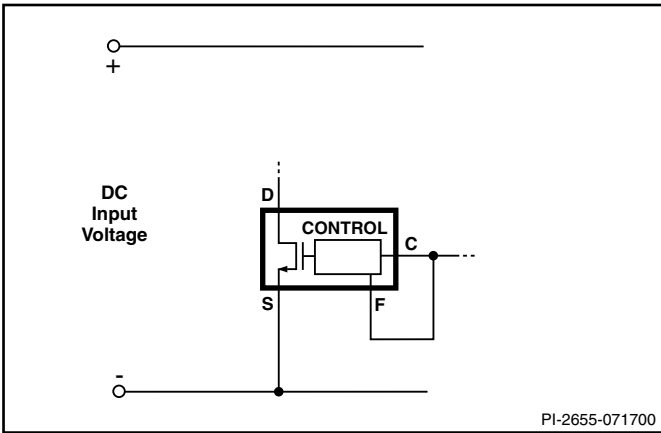 +
D
DC
Input
Voltage
CONTROL
C
S
F
-
PI-2655-071700